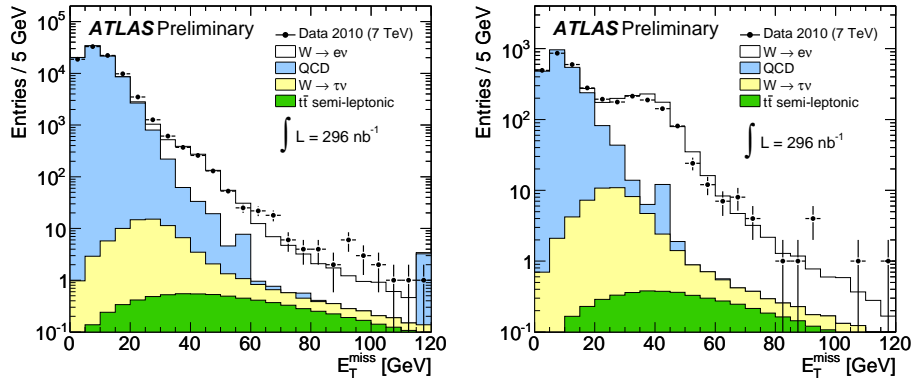 ATLAS Preliminary
Data 2010 (7 TeV)
W → eν
QCD
W → τν
tt̄ semi-leptonic
∫ L = 296 nb⁻¹
Entries / 5 GeV
10⁵
10⁴
10³
10²
10
1
10⁻¹
0 20 40 60 80 100 120
E_T^miss [GeV]
ATLAS Preliminary
Data 2010 (7 TeV)
W → eν
QCD
W → τν
tt̄ semi-leptonic
∫ L = 296 nb⁻¹
Entries / 5 GeV
10³
10²
10
1
10⁻¹
0 20 40 60 80 100 120
E_T^miss [GeV]